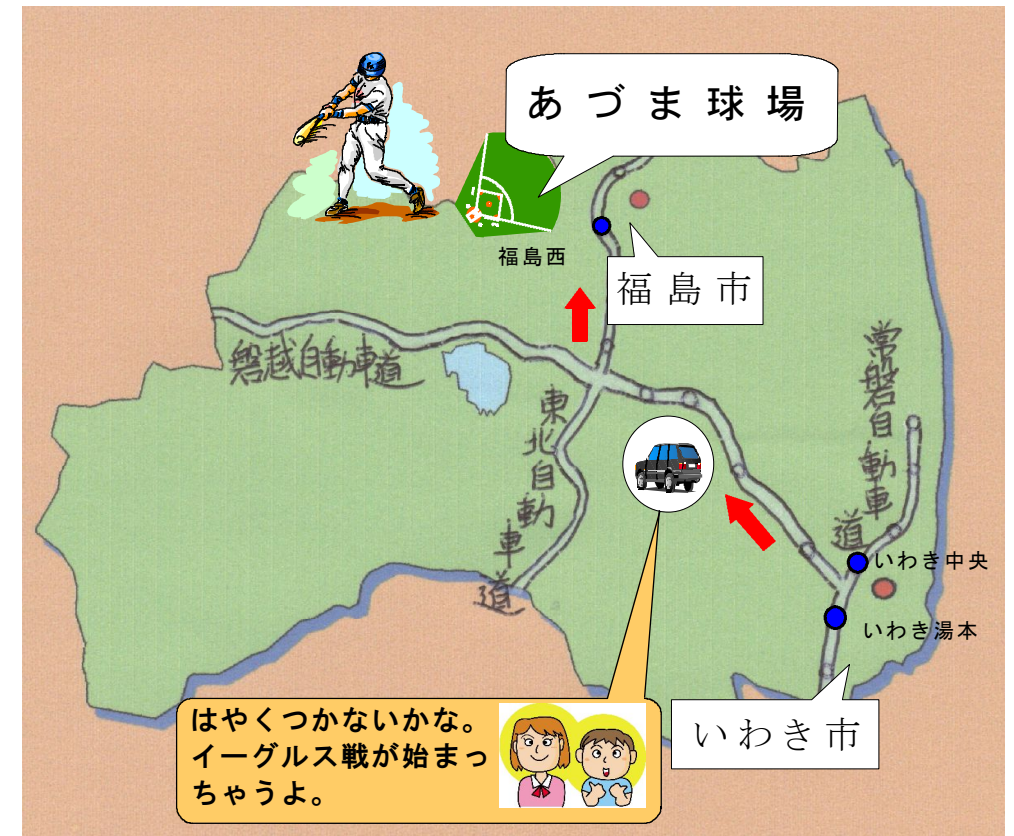 あづま球場
福島西
福島市
磐越自動車道
常磐自動車道
東北自動車道
いわき中央
いわき湯本
いわき市
はやくつかないかな。
イーグルス戦が始まっ
ちゃうよ。